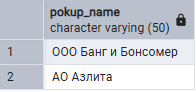 pokup_name
character varying (50)
1 ООО Банг и Бонсомер
2 АО Азлита